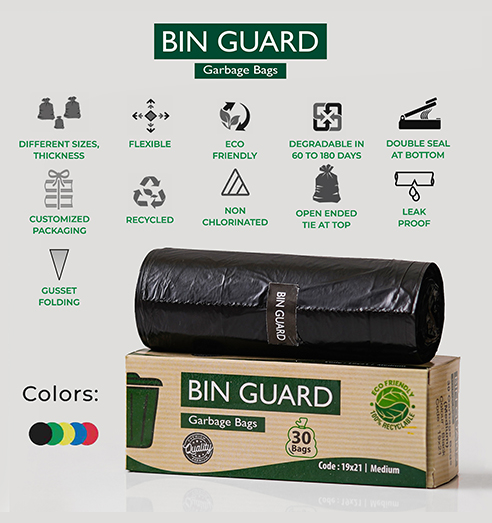 BIN GUARD
Garbage Bags
DIFFERENT SIZES,
THICKNESS
FLEXIBLE
ECO
FRIENDLY
DEGRADABLE IN
60 TO 180 DAYS
DOUBLE SEAL
AT BOTTOM
CUSTOMIZED
PACKAGING
RECYCLED
NON
CHLORINATED
OPEN ENDED
TIE AT TOP
LEAK
PROOF
GUSSET
FOLDING
BIN GUARD
Colors:
BIN GUARD
Garbage Bags
Quality
30
Bags
ECO FRIENDLY
100% RECYCLABLE
Code : 19x21 | Medium